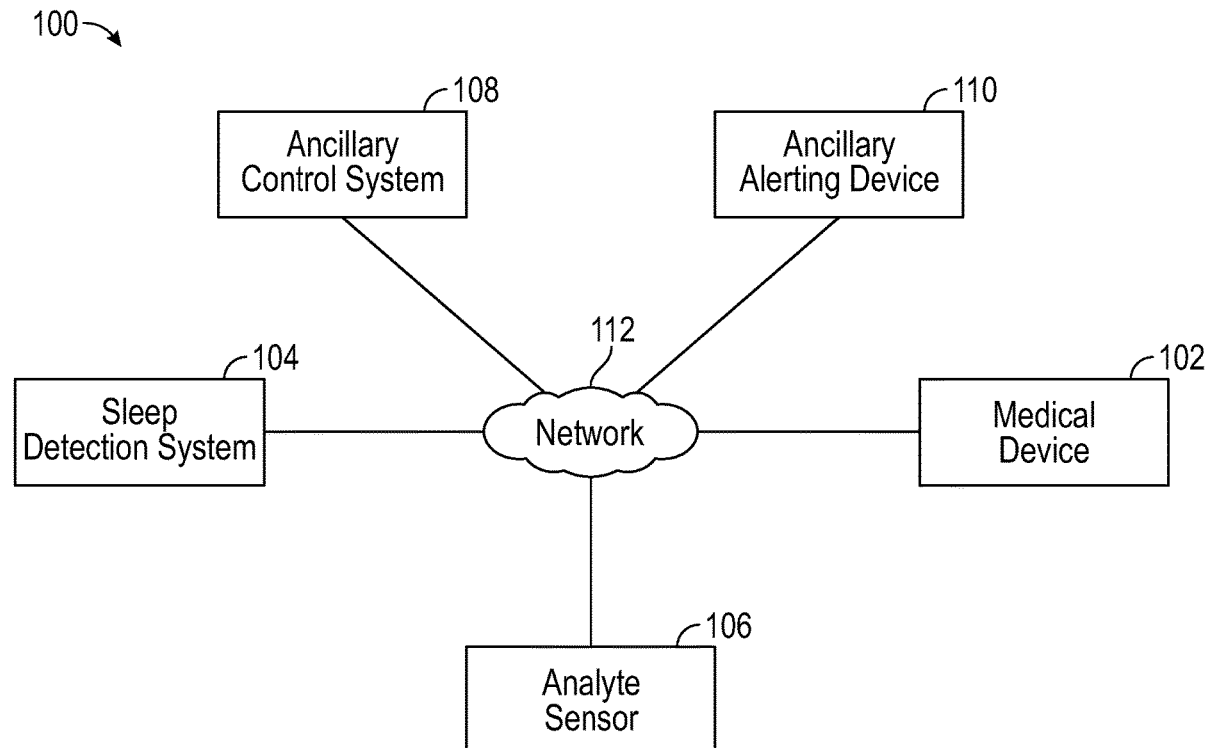 100
108
110
Ancillary
Control System
Ancillary
Alerting Device
112
104
102
Sleep
Detection System
Network
Medical
Device
106
Analyte
Sensor